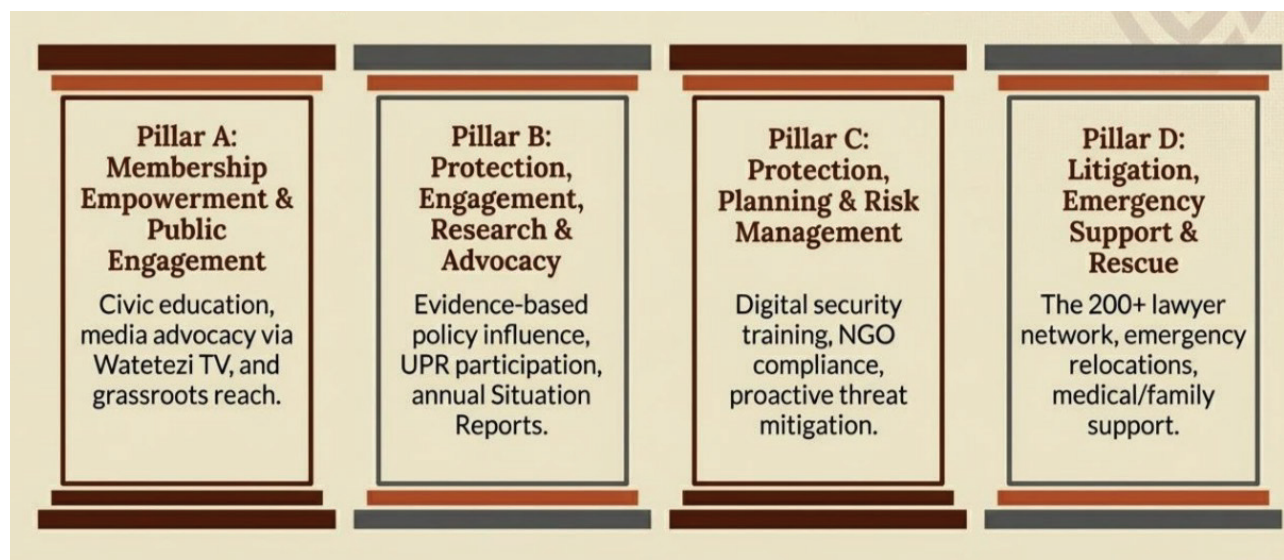 Pillar A:
Membership
Empowerment &
Public
Engagement
Civic education,
media advocacy via
Watetezi TV, and
grassroots reach.
Pillar B:
Protection,
Engagement,
Research &
Advocacy
Evidence-based
policy influence,
UPR participation,
annual Situation
Reports.
Pillar C:
Protection,
Planning & Risk
Management
Digital security
training, NGO
compliance,
proactive threat
mitigation.
Pillar D:
Litigation,
Emergency
Support &
Rescue
The 200+ lawyer
network, emergency
relocations,
medical/family
support.